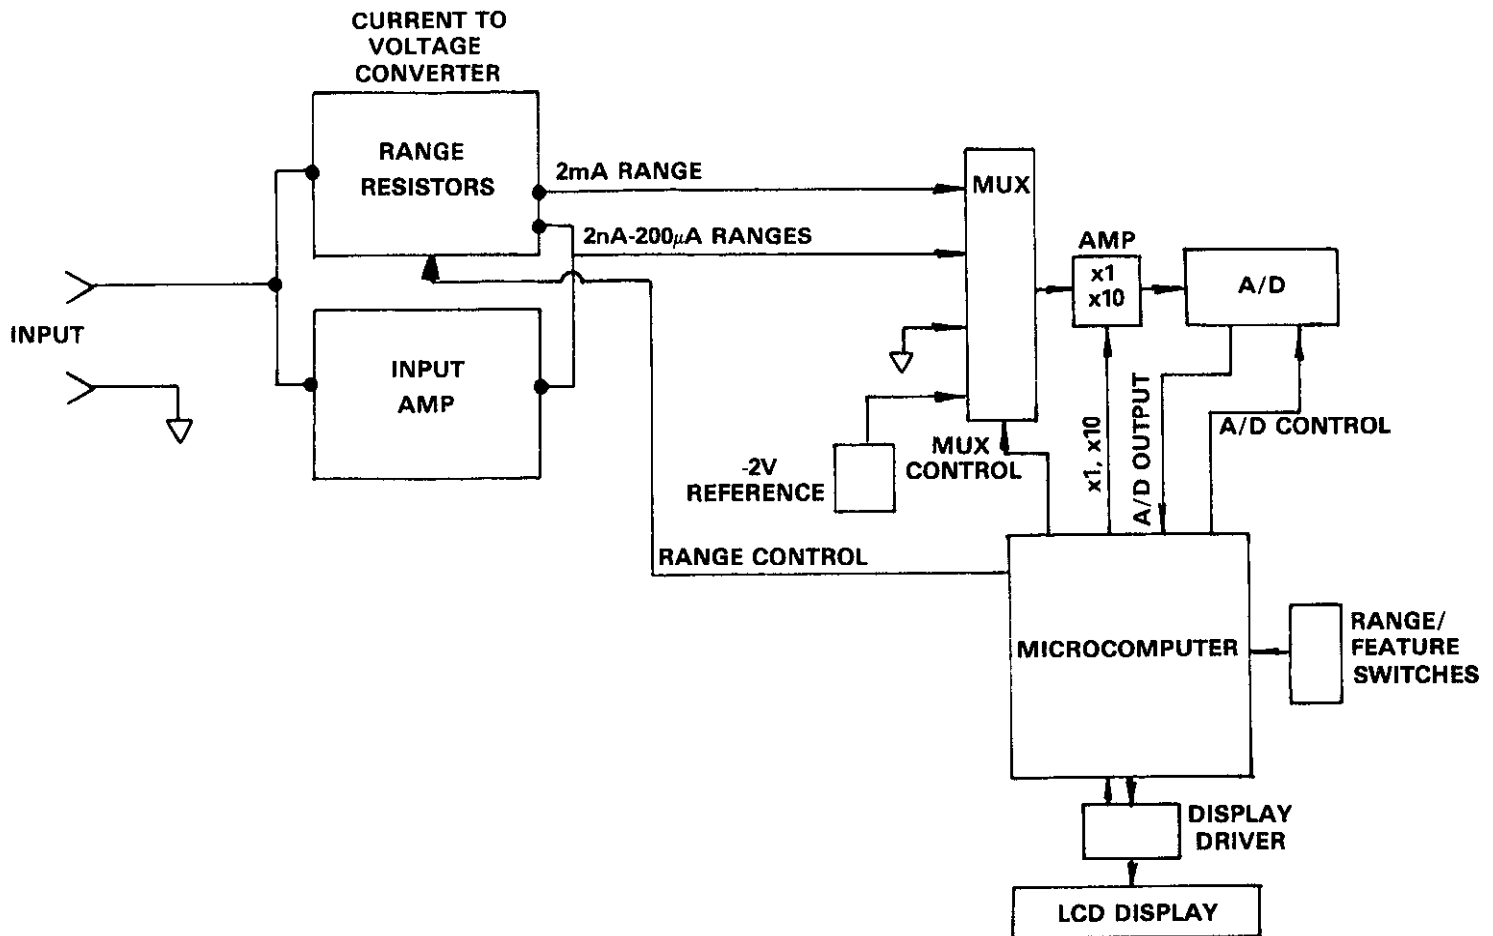 CURRENT TO
VOLTAGE
CONVERTER
RANGE
RESISTORS
2mA RANGE
2nA-200μA RANGES
MUX
AMP
x1
x10
A/D
INPUT
INPUT
AMP
-2V
REFERENCE
MUX
CONTROL
x1, x10
A/D OUTPUT
A/D CONTROL
RANGE CONTROL
MICROCOMPUTER
RANGE/
FEATURE
SWITCHES
DISPLAY
DRIVER
LCD DISPLAY